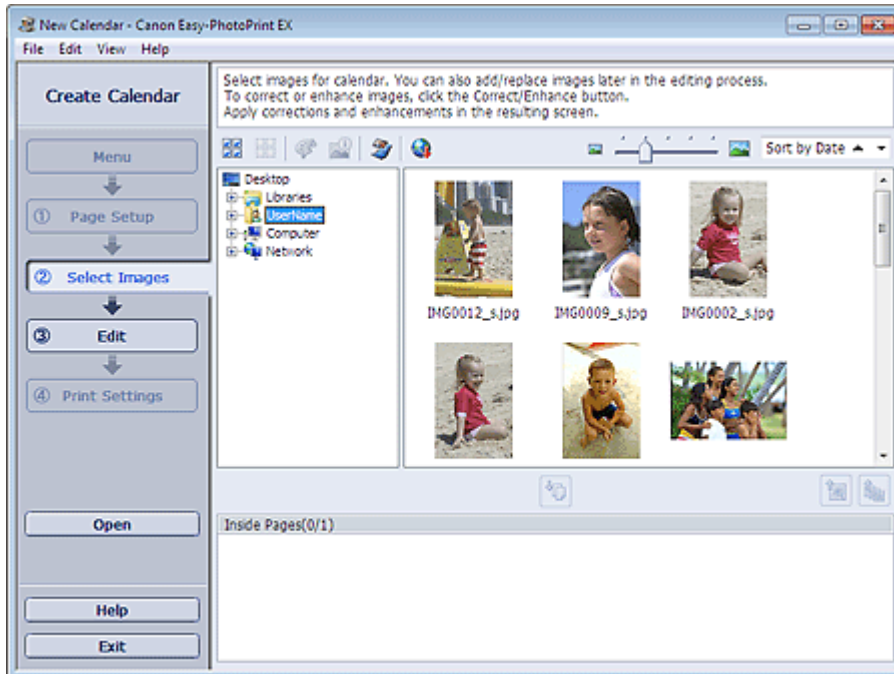 New Calendar - Canon Easy-PhotoPrint EX
File Edit View Help
Create Calendar
Select images for calendar. You can also add/replace images later in the editing process.
To correct or enhance images, click the Correct/Enhance button.
Apply corrections and enhancements in the resulting screen.
Menu
① Page Setup
② Select Images
③ Edit
④ Print Settings
Open
Help
Exit
Sort by Date
Desktop
Libraries
UserName
Computer
Network
IMG0012_s.jpg IMG0009_s.jpg IMG0002_s.jpg
Inside Pages(0/1)